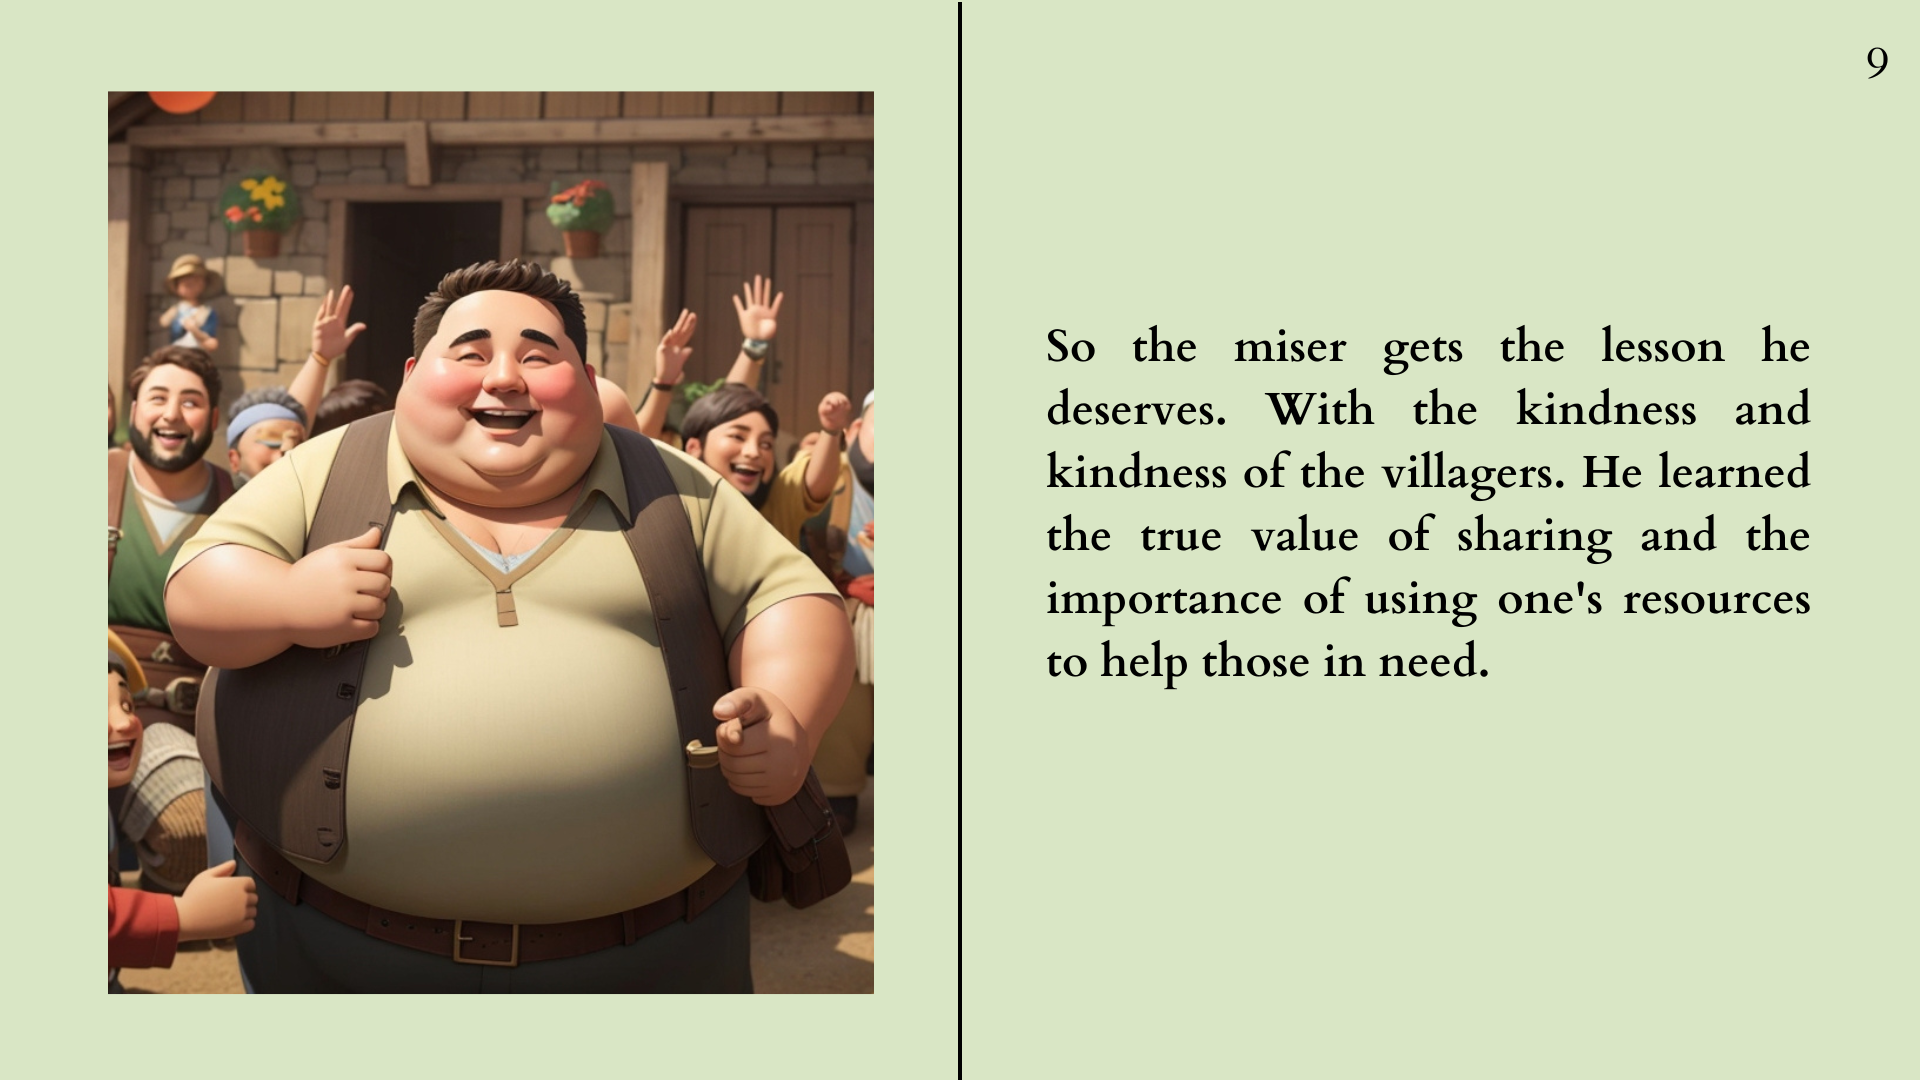 9
So the miser gets the lesson he
deserves. With the kindness and
kindness of the villagers. He learned
the true value of sharing and the
importance of using one's resources
to help those in need.